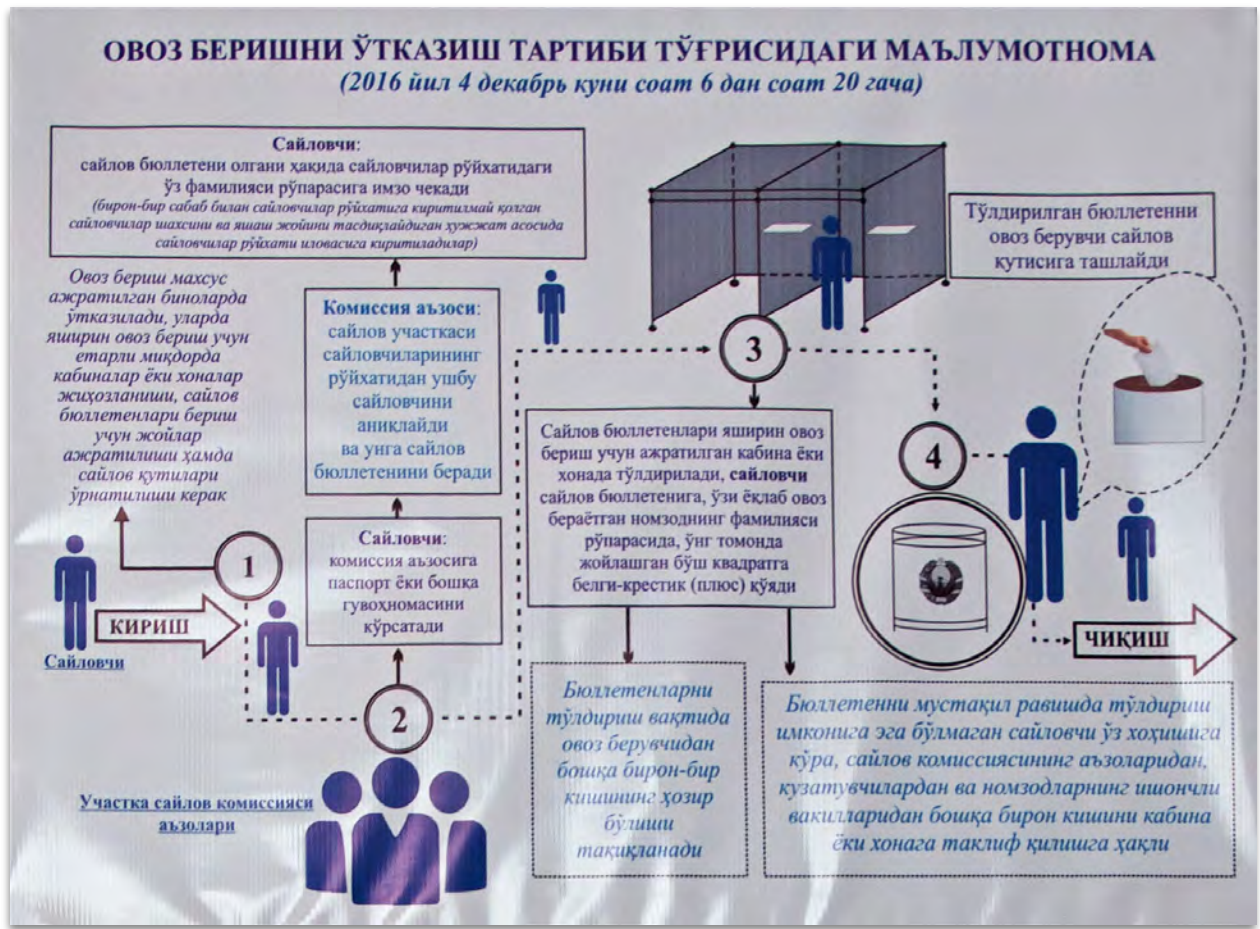 ОВОЗ БЕРИШНИ ЎТКАЗИШ ТАРТИБИ ТЎҒРИСИДАГИ МАЪЛУМОТНОМА
(2016 йил 4 декабрь куни соат 6 дан соат 20 гача)
Сайловчи:
сайлов бюллетени олгани ҳақида сайловчилар рўйхатидаги
ўз фамилияси рўпарасига имзо чекади
(бирон-бир сабаб билан сайловчилар рўйхатига киритилмай қолган
сайловчилар шахсини ва яшаш жойини тасдиқлайдиган ҳужжат асосида
сайловчилар рўйхати иловасига киритиладилар)
Овоз бериш махсус
ажратилган биноларда
ўтказилади, уларда
яширин овоз бериш учун
етарли миқдорда
кабиналар ёки хоналар
жиҳозланиши, сайлов
бюллетенлари бериш
учун жойлар
ажратилиши ҳамда
сайлов қутилари
ўрнатилиши керак
1
КИРИШ
Сайловчи
Комиссия аъзоси:
сайлов участкаси
сайловчиларининг
рўйхатидан ушбу
сайловчини
аниқлайди
ва унга сайлов
бюллетенини беради
Сайловчи:
комиссия аъзосига
паспорт ёки бошқа
гувоҳномасини
кўрсатади
2
Участка сайлов комиссияси
аъзолари
3
Сайлов бюллетенлари яширин овоз
бериш учун ажратилган кабина ёки
хонада тўлдирилади, сайловчи
сайлов бюллетенига, ўзи ёқлаб овоз
бераётган номзоднинг фамилияси
рўпарасида, ўнг томонда
жойлашган бўш квадратга
белги-крестик (плюс) қўяди
Бюллетенларни
тўлдириш вақтида
овоз берувчидан
бошқа бирон-бир
кишининг ҳозир
бўлиши
тақиқланади
Бюллетенни мустақил равишда тўлдириш
имконига эга бўлмаган сайловчи ўз хоҳишига
кўра, сайлов комиссиясининг аъзоларидан,
кузатувчилардан ва номзодларнинг ишончли
вакилларидан бошқа бирон кишини кабина
ёки хонага таклиф қилишга ҳақли
Тўлдирилган бюллетенни
овоз берувчи сайлов
қутисига ташлайди
4
ЧИҚИШ